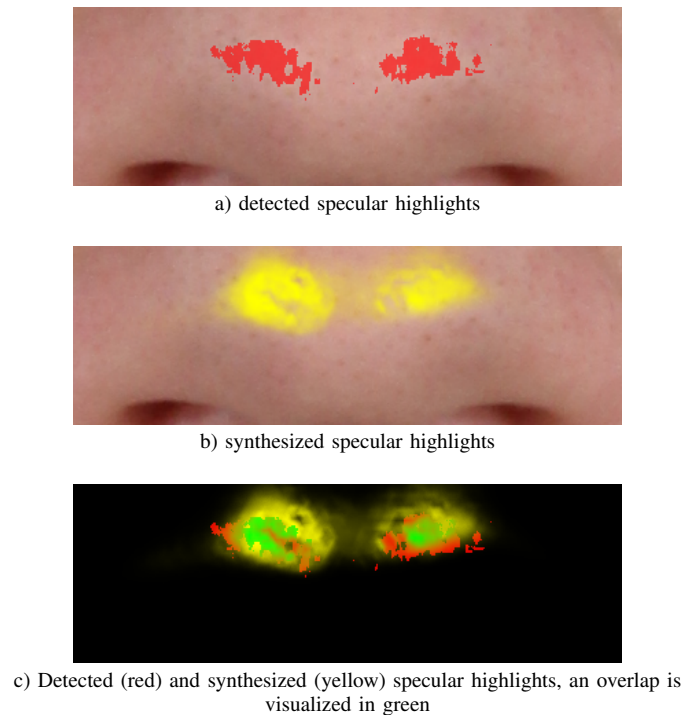 a) detected specular highlights
b) synthesized specular highlights
c) Detected (red) and synthesized (yellow) specular highlights, an overlap is
visualized in green